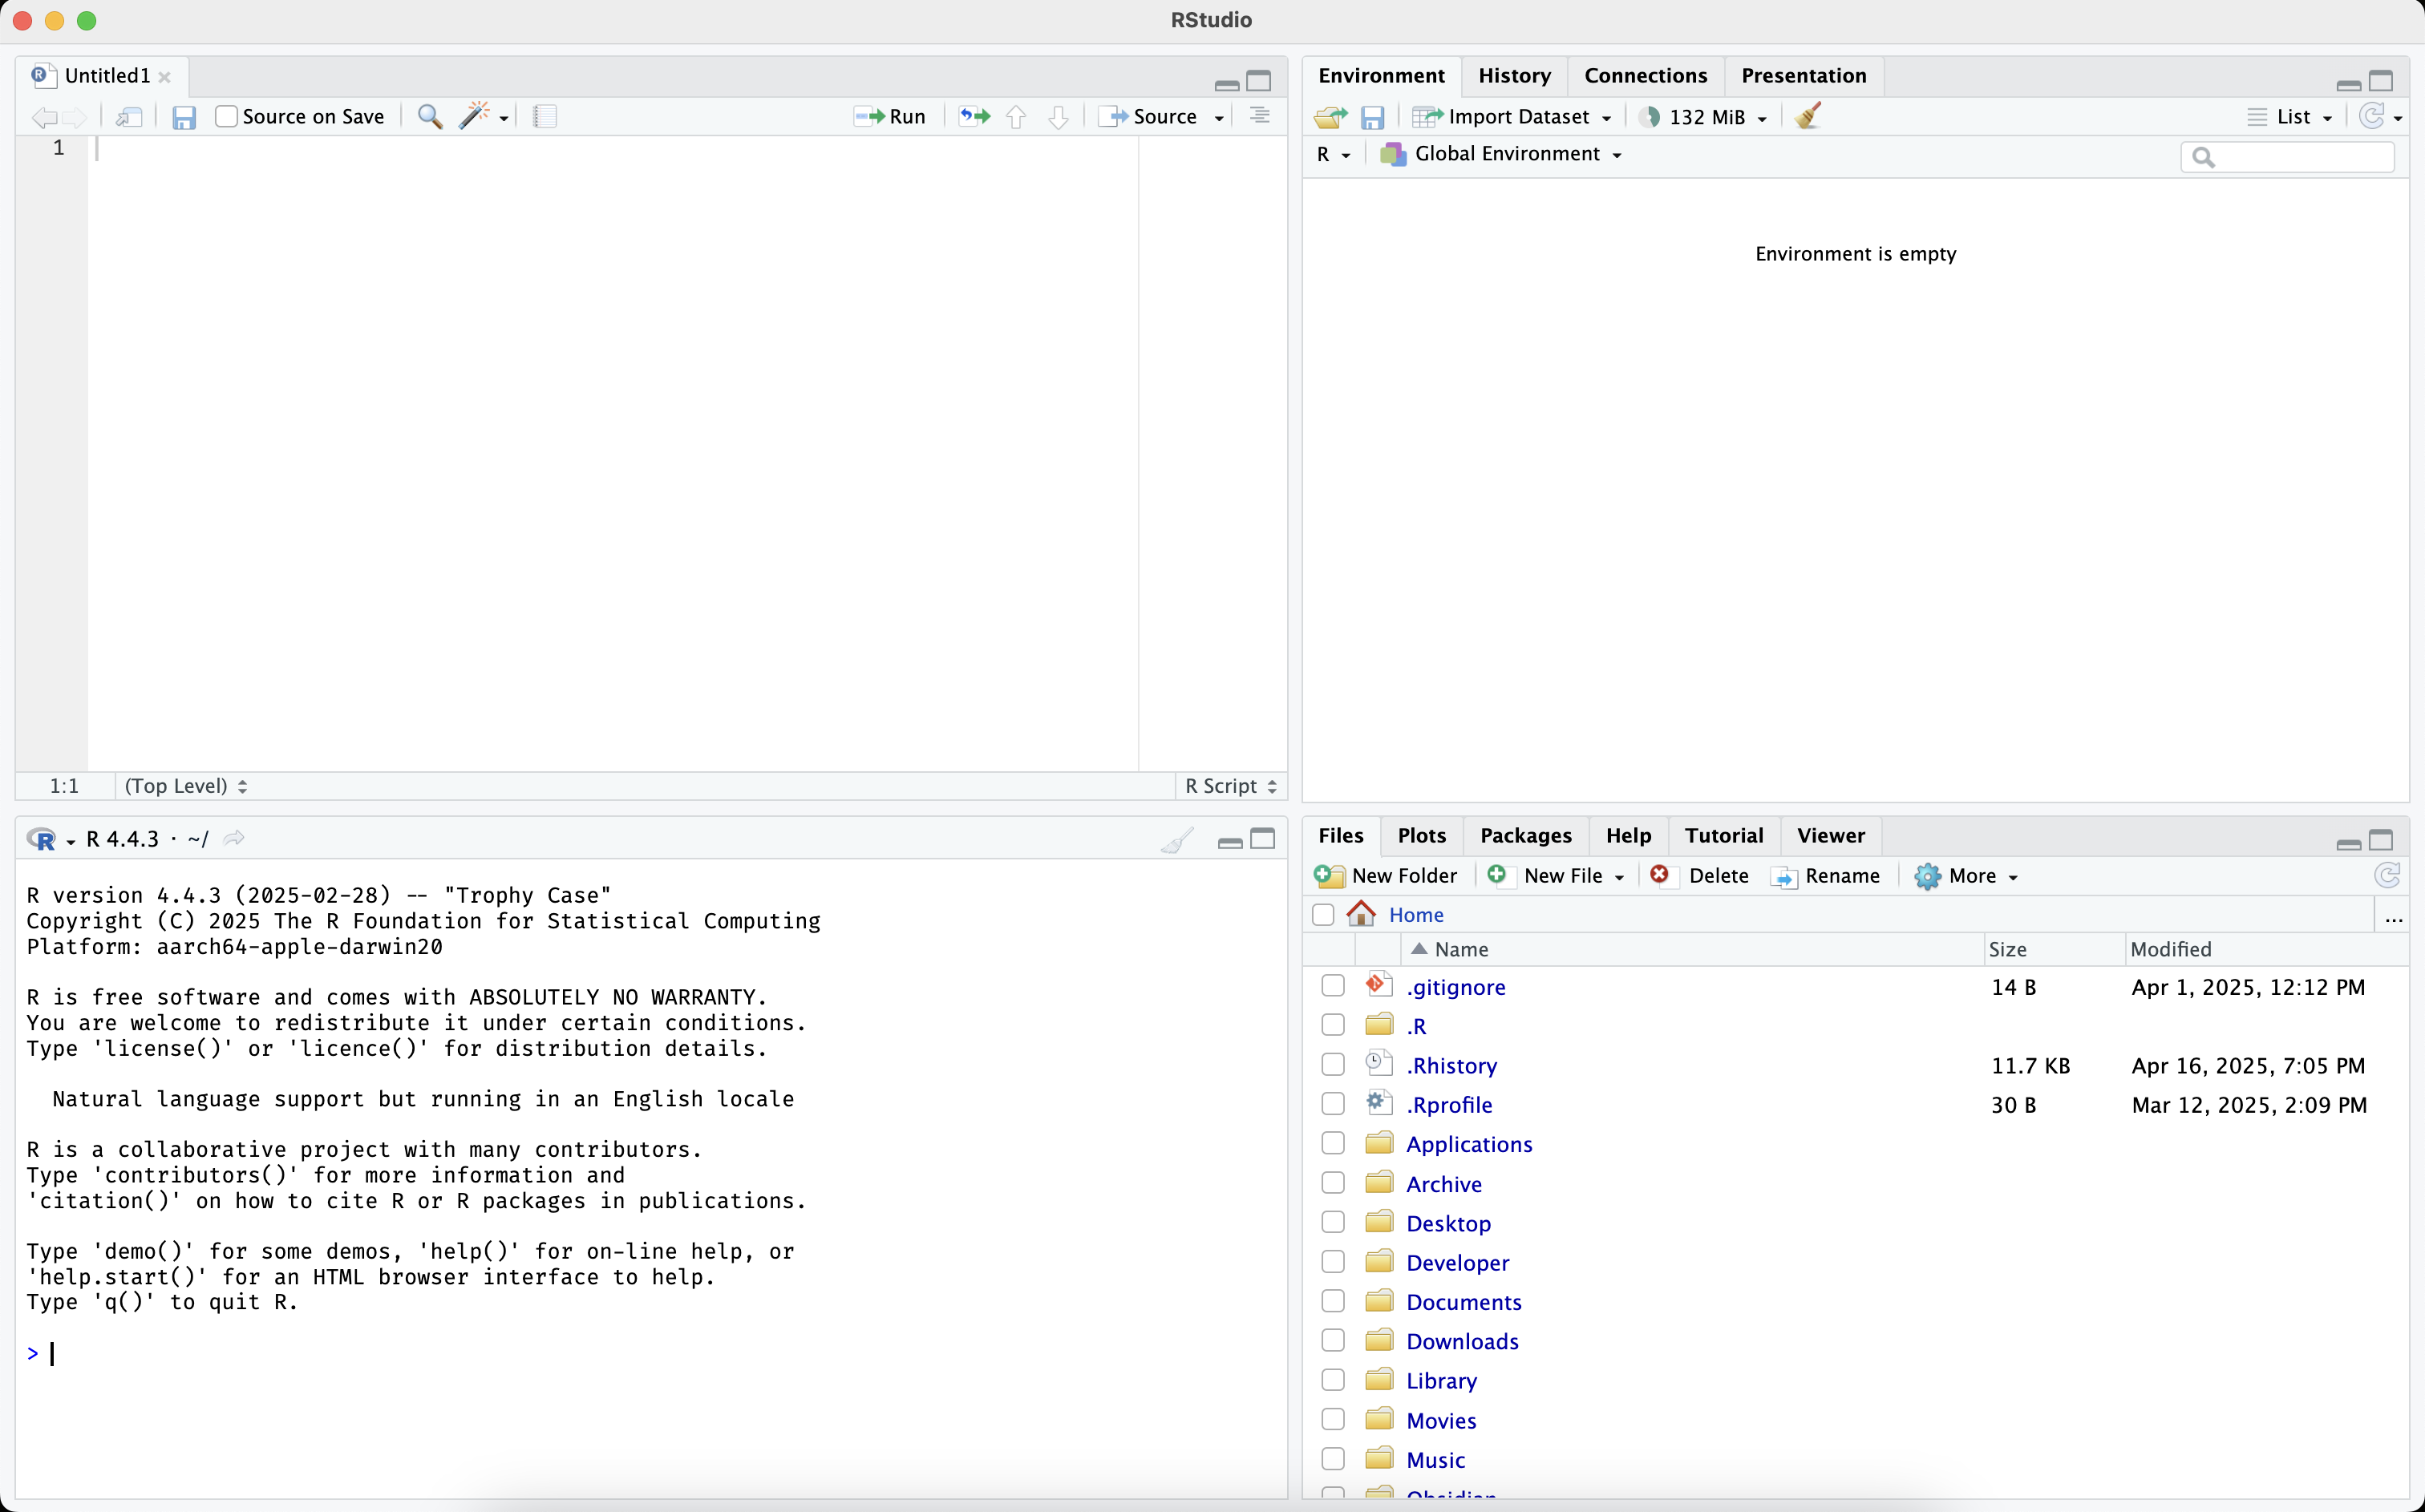 RStudio
Untitled1
Source on Save
Run
Source
1
1:1
(Top Level)
R Script
Environment
History
Connections
Presentation
Import Dataset
132 MiB
List
R
Global Environment
Environment is empty
R 4.4.3 · ~/
R version 4.4.3 (2025-02-28) -- "Trophy Case"
Copyright (C) 2025 The R Foundation for Statistical Computing
Platform: aarch64-apple-darwin20
R is free software and comes with ABSOLUTELY NO WARRANTY.
You are welcome to redistribute it under certain conditions.
Type 'license()' or 'licence()' for distribution details.
Natural language support but running in an English locale
R is a collaborative project with many contributors.
Type 'contributors()' for more information and
'citation()' on how to cite R or R packages in publications.
Type 'demo()' for some demos, 'help()' for on-line help, or
'help.start()' for an HTML browser interface to help.
Type 'q()' to quit R.
>
Files
Plots
Packages
Help
Tutorial
Viewer
New Folder
New File
Delete
Rename
More
Home
...
Name
Size
Modified
.gitignore 14 B Apr 1, 2025, 12:12 PM
.R
.Rhistory 11.7 KB Apr 16, 2025, 7:05 PM
.Rprofile 30 B Mar 12, 2025, 2:09 PM
Applications
Archive
Desktop
Developer
Documents
Downloads
Library
Movies
Music